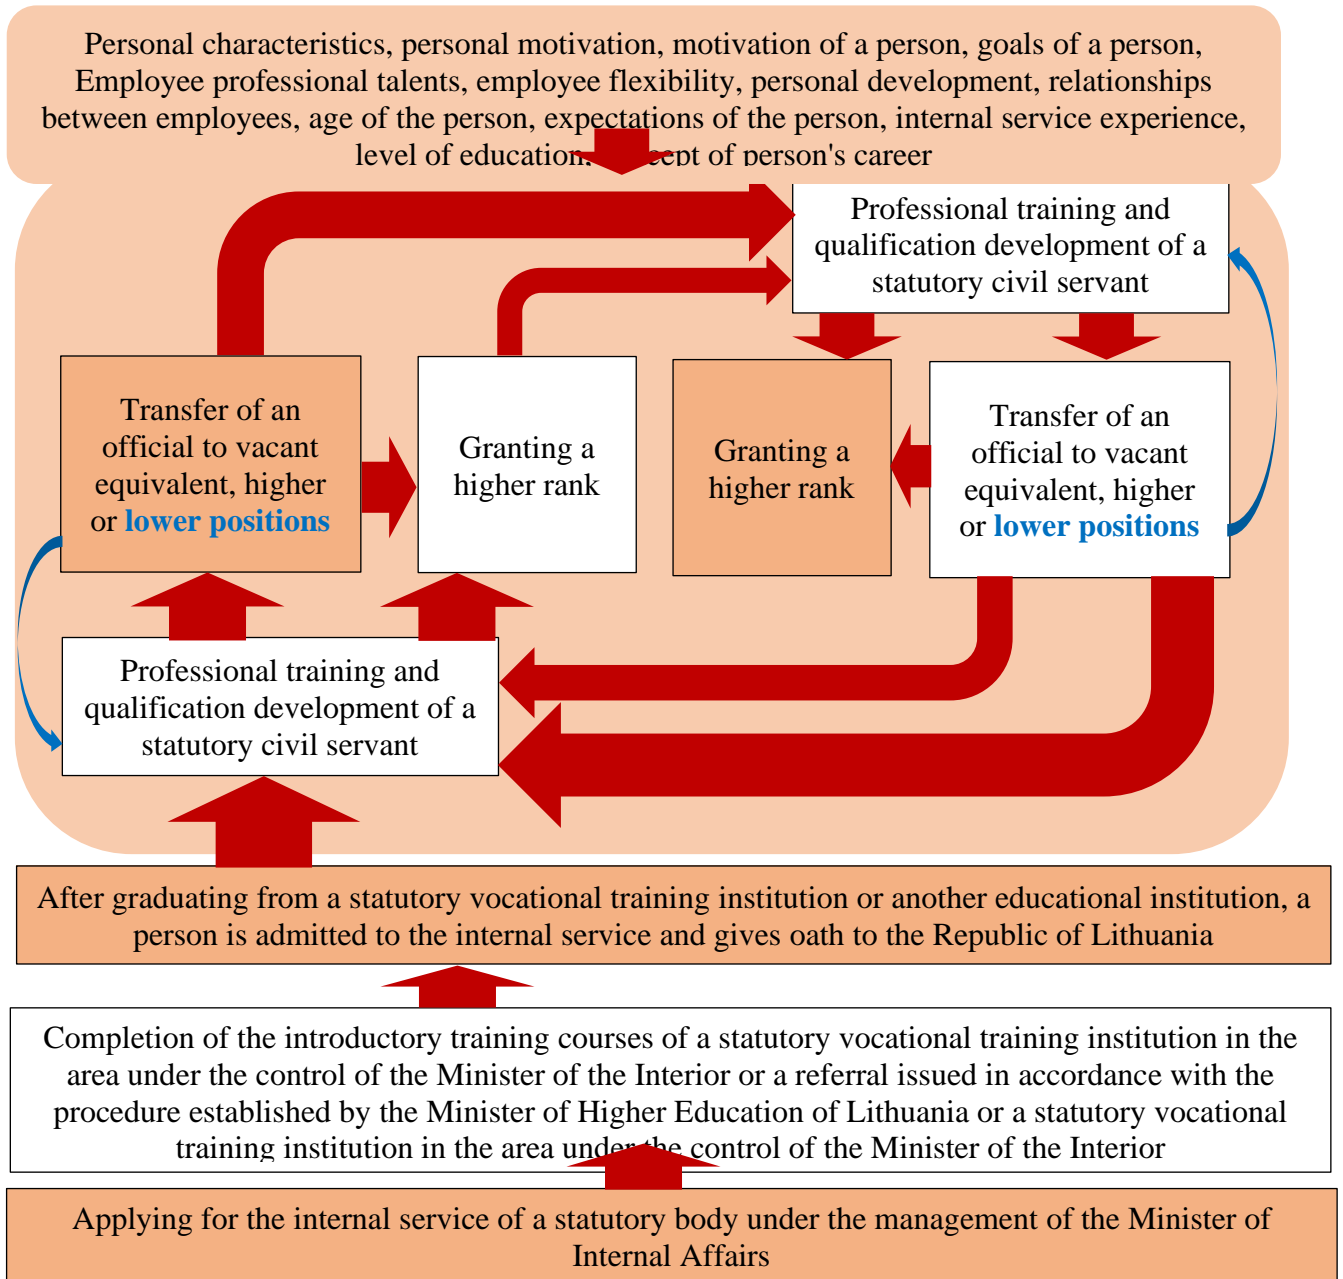 Personal characteristics, personal motivation, motivation of a person, goals of a person,
Employee professional talents, employee flexibility, personal development, relationships
between employees, age of the person, expectations of the person, internal service experience,
level of education, of person's career
Professional training and
qualification development of a
statutory civil servant
Transfer of an
official to vacant
equivalent, higher
or lower positions
Granting a
higher rank
Granting a
higher rank
Transfer of an
official to vacant
equivalent, higher
or lower positions
Professional training and
qualification development of a
statutory civil servant
After graduating from a statutory vocational training institution or another educational institution, a
person is admitted to the internal service and gives oath to the Republic of Lithuania
Completion of the introductory training courses of a statutory vocational training institution in the
area under the control of the Minister of the Interior or a referral issued in accordance with the
procedure established by the Minister of Higher Education of Lithuania or a statutory vocational
training institution in the area under the control of the Minister of the Interior
Applying for the internal service of a statutory body under the management of the Minister of
Internal Affairs